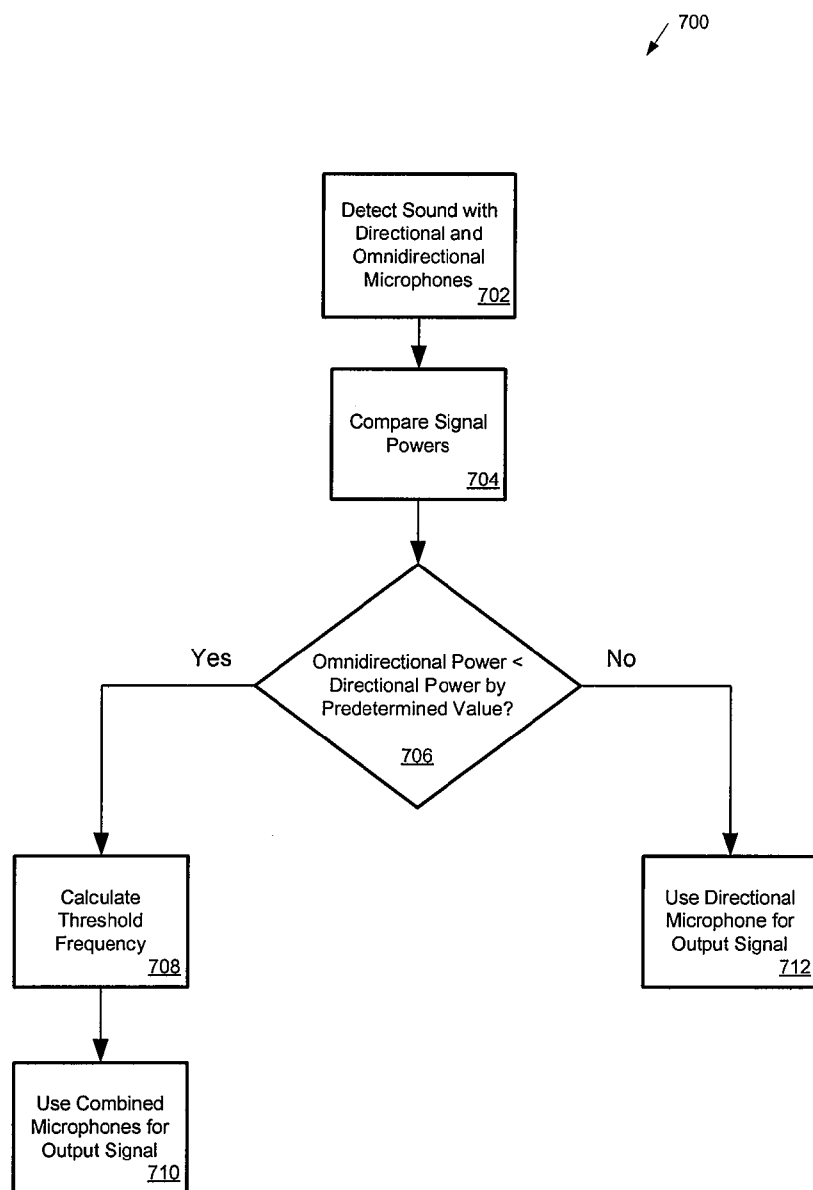 700
Detect Sound with
Directional and
Omnidirectional
Microphones
702
Compare Signal
Powers
704
Yes
Omnidirectional Power <
Directional Power by
Predetermined Value?
706
No
Calculate
Threshold
Frequency
708
Use Directional
Microphone for
Output Signal
712
Use Combined
Microphones for
Output Signal
710